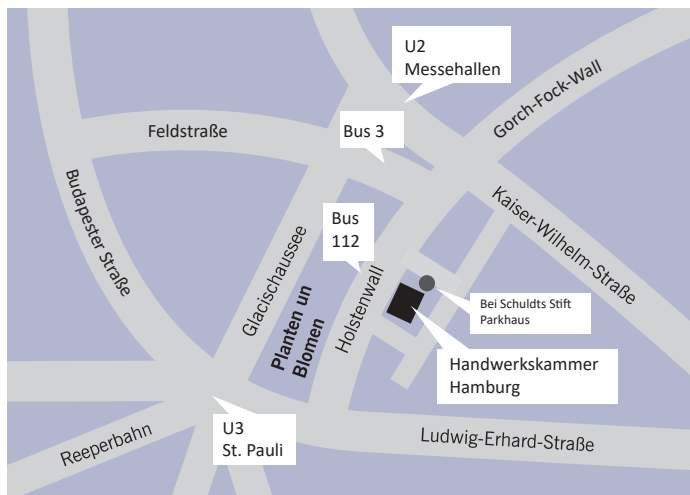 U2
Messehallen
Gorch-Fock-Wall
Feldstraße
Bus 3
Budapester Straße
Kaiser-Wilhelm-Straße
Bus
112
Glacischaussee
Planten un
Blomen
Holstenwall
Bei Schuldts Stift
Parkhaus
Handwerkskammer
Hamburg
U3
St. Pauli
Reeperbahn
Ludwig-Erhard-Straße